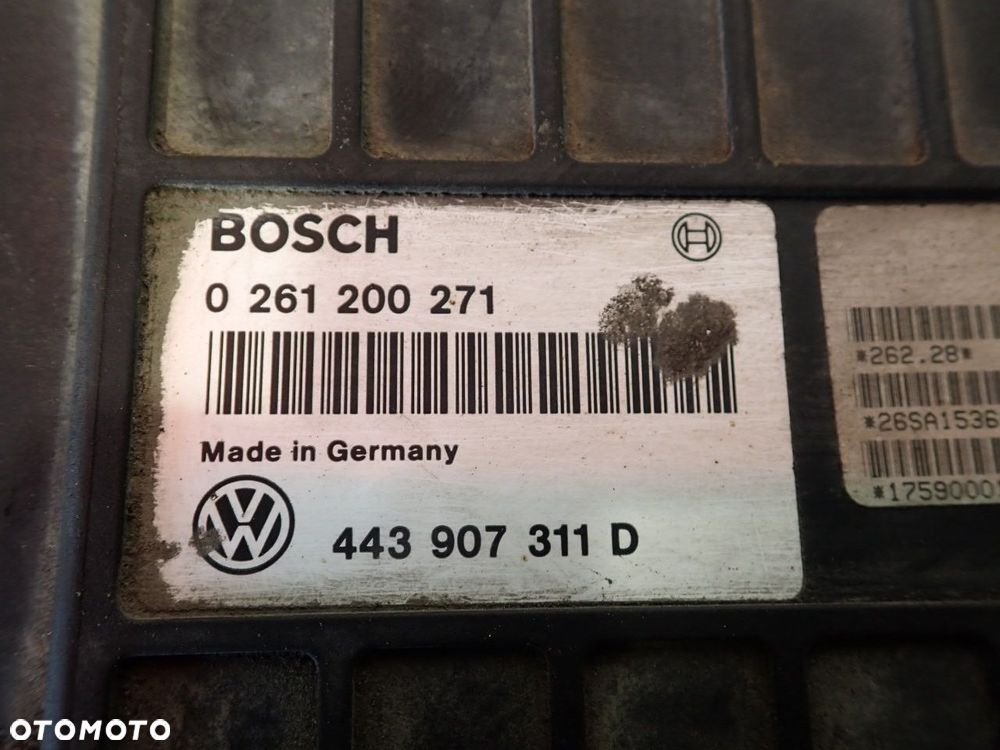 BOSCH
0 261 200 271
Made in Germany
443 907 311 D
*262.28*
*26SA1536
*1759000
OTOMOTO